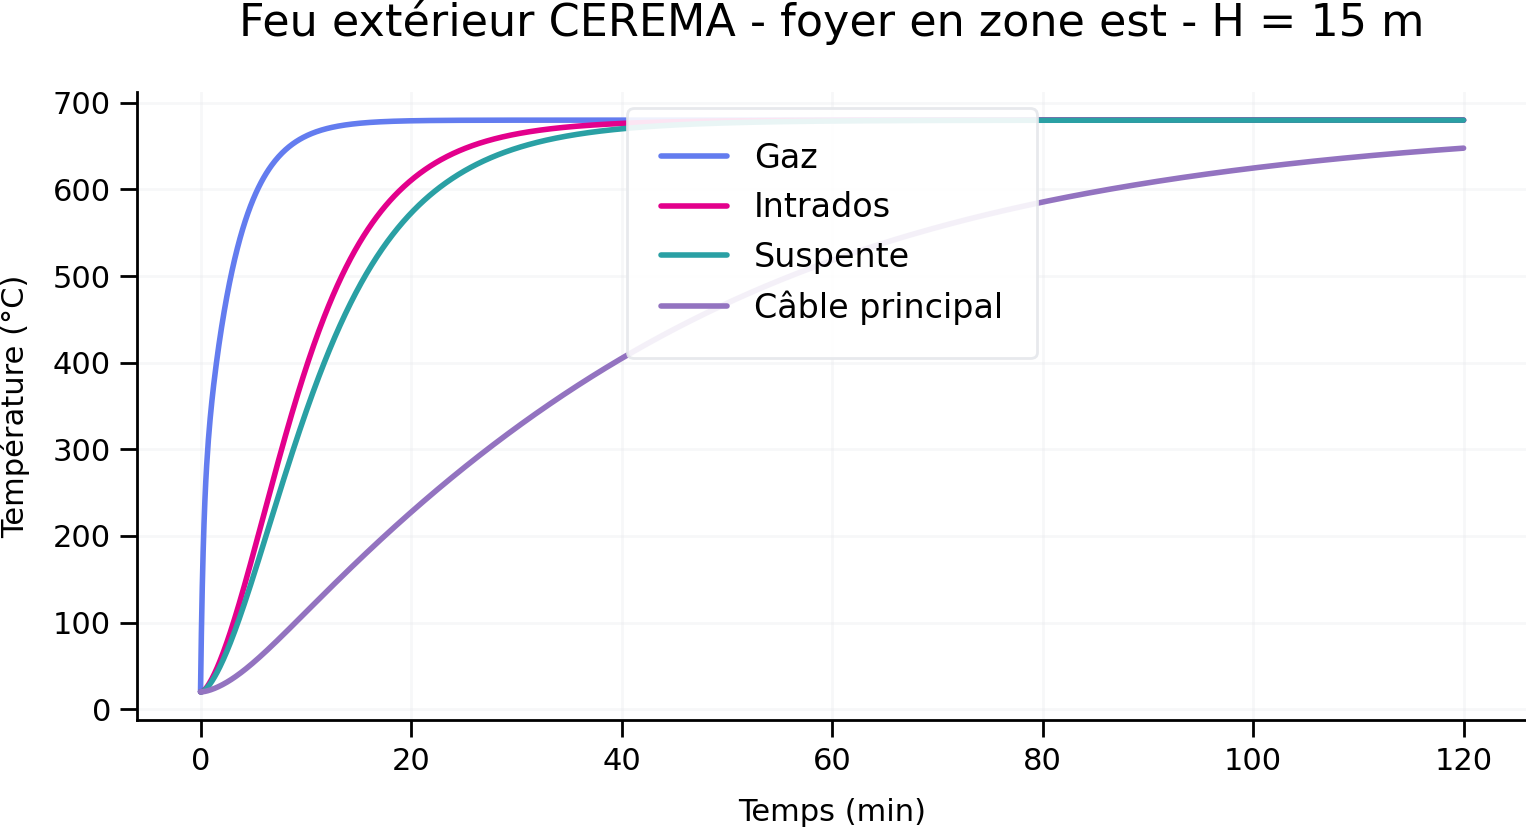 Feu extérieur CEREMA - foyer en zone est - H = 15 m
700
600
500
400
300
200
100
0
Température (°C)
Gaz
Intrados
Suspente
Câble principal
0 20 40 60 80 100 120
Temps (min)